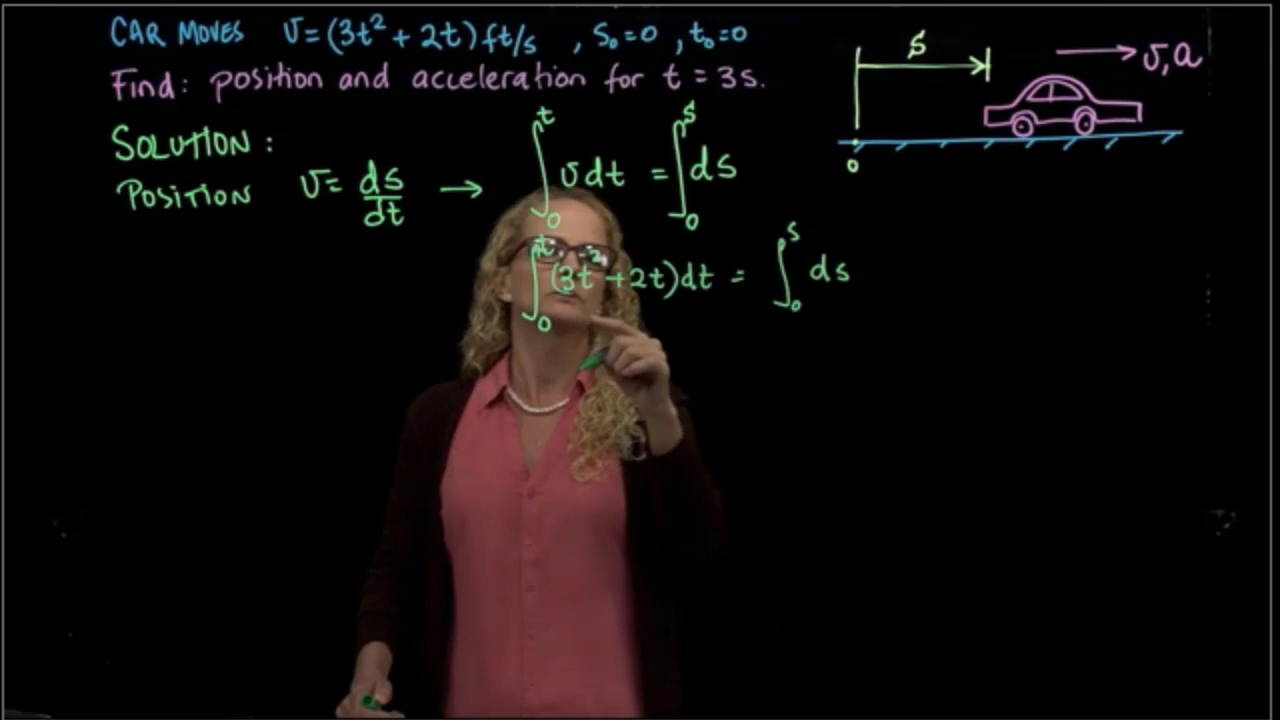 CAR MOVES υ=(3t² + 2t) ft/s , S₀=0 , t₀=0
Find: position and acceleration for t = 3s.
SOLUTION:
POSITION υ= ds/dt → ∫₀ᵗ υ dt = ∫₀ˢ ds
∫₀ᵗ (3t²+2t)dt = ∫₀ˢ ds
s
υ, a
0